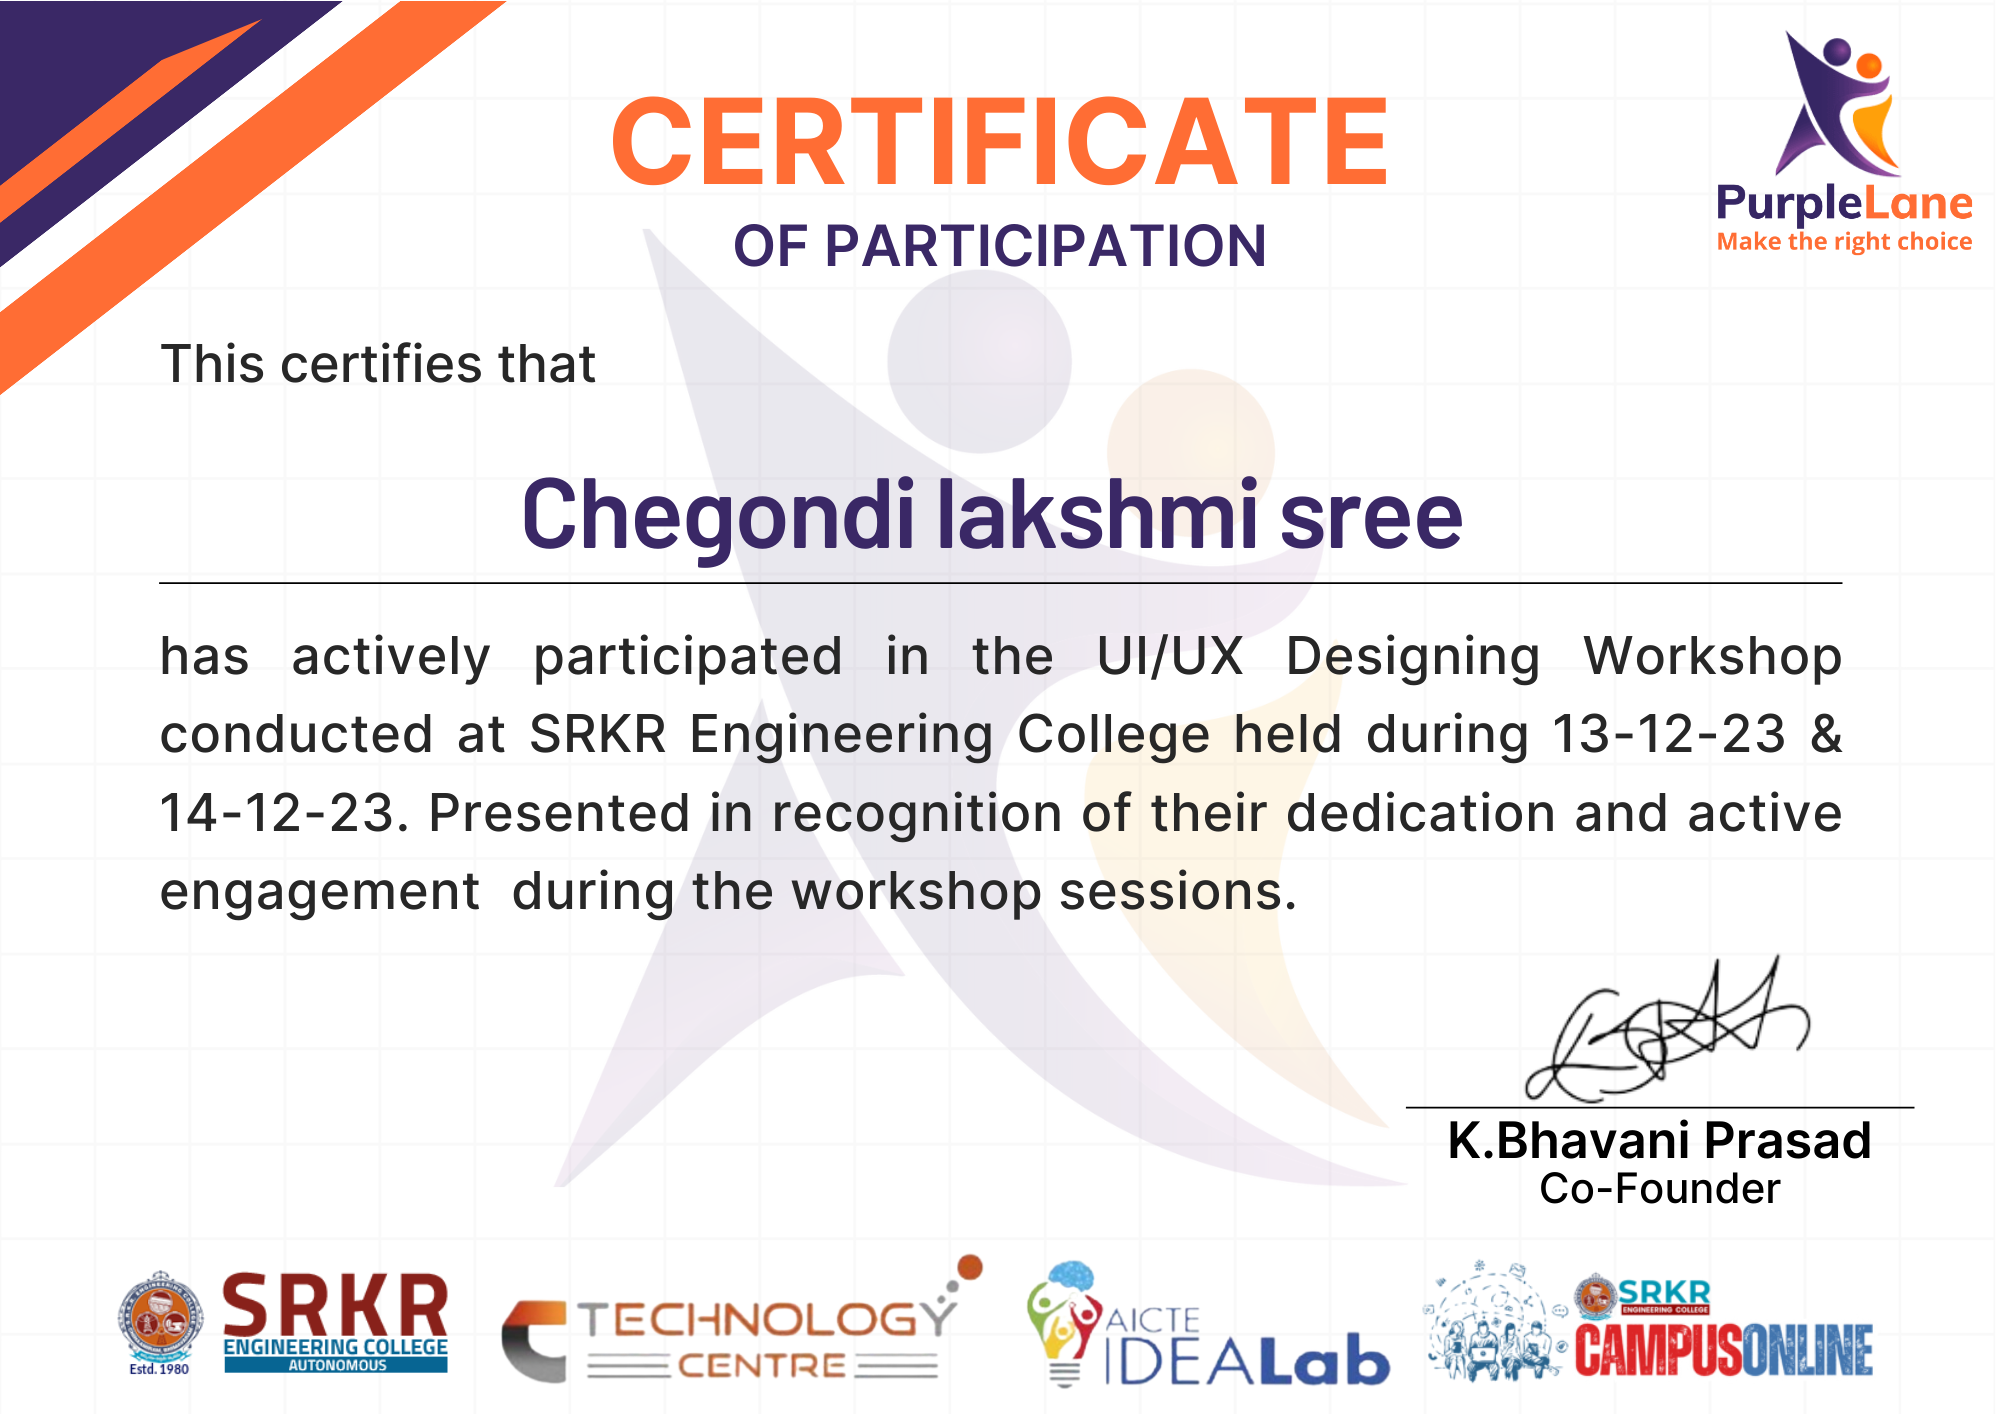 CERTIFICATE
OF PARTICIPATION
PurpleLane
Make the right choice
This certifies that
Chegondi lakshmi sree
has actively participated in the UI/UX Designing Workshop
conducted at SRKR Engineering College held during 13-12-23 &
14-12-23. Presented in recognition of their dedication and active
engagement during the workshop sessions.
K.Bhavani Prasad
Co-Founder
Estd. 1980
SRKR
ENGINEERING COLLEGE
AUTONOMOUS
TECHNOLOGY
CENTRE
AICTE
IDEALab
SRKR
ENGINEERING COLLEGE
CAMPUSONLINE